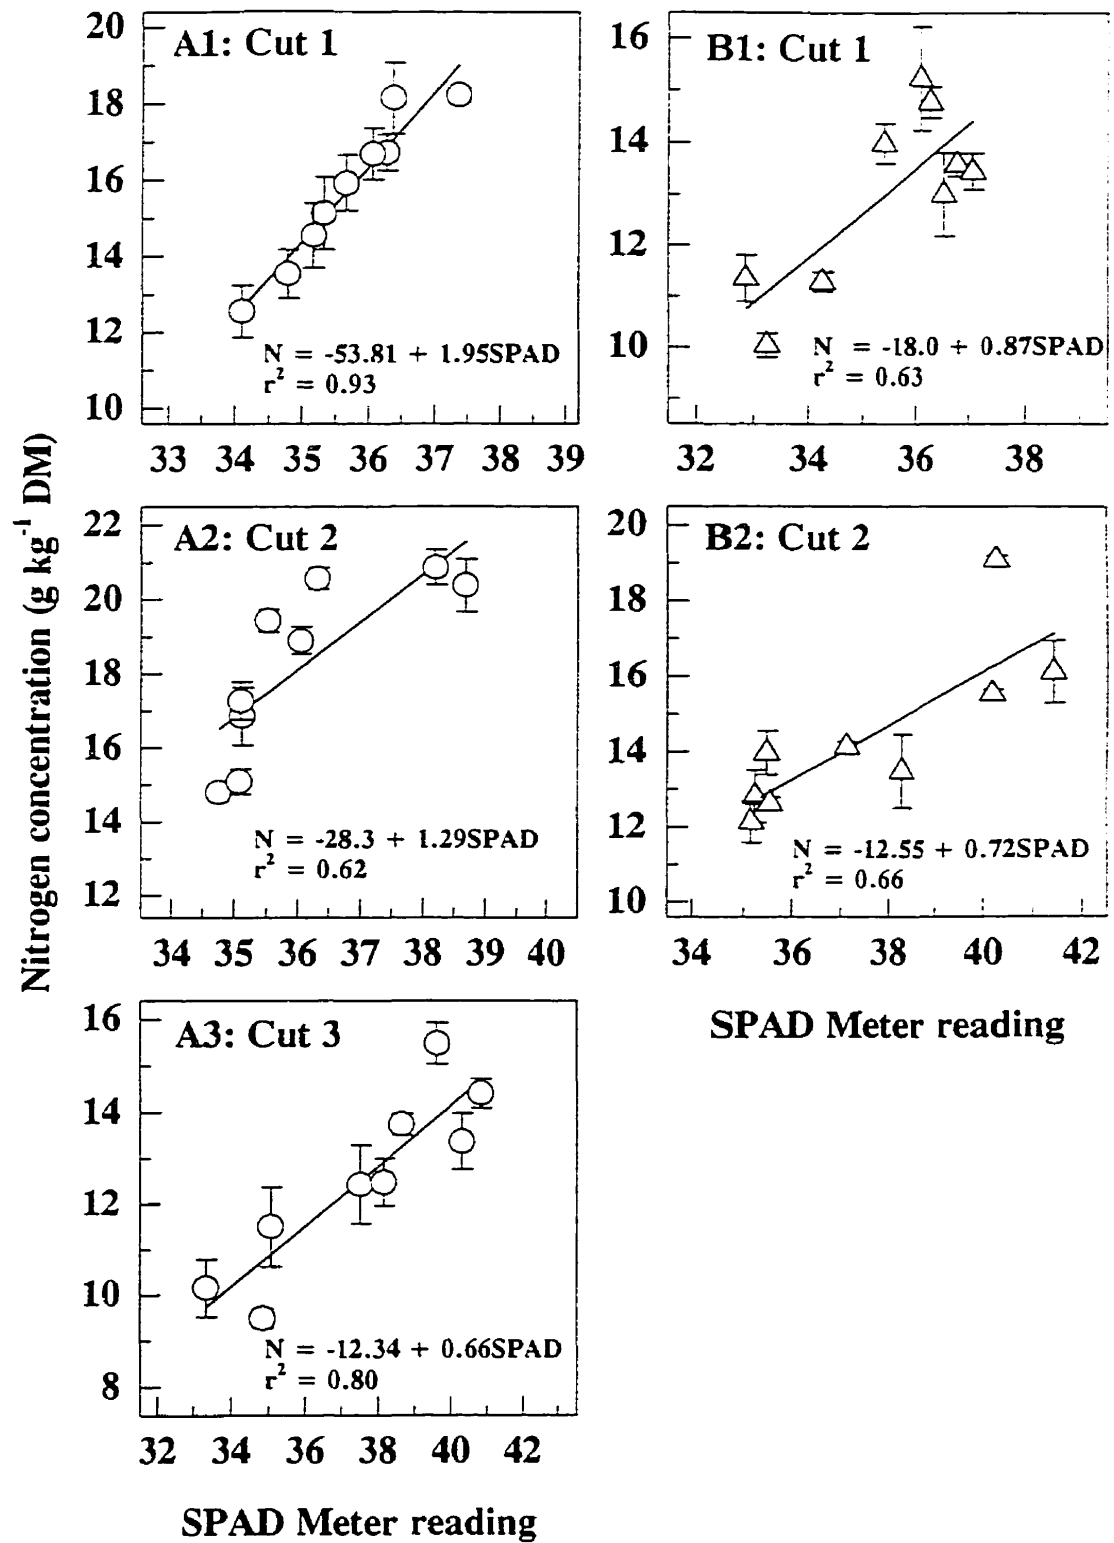 Nitrogen concentration (g kg⁻¹ DM)
A1: Cut 1
20
18
16
14
12
10
N = -53.81 + 1.95SPAD
r² = 0.93
33 34 35 36 37 38 39
B1: Cut 1
16
14
12
10
N = -18.0 + 0.87SPAD
r² = 0.63
32 34 36 38
A2: Cut 2
22
20
18
16
14
12
N = -28.3 + 1.29SPAD
r² = 0.62
34 35 36 37 38 39 40
B2: Cut 2
20
18
16
14
12
10
N = -12.55 + 0.72SPAD
r² = 0.66
34 36 38 40 42
SPAD Meter reading
A3: Cut 3
16
14
12
10
8
N = -12.34 + 0.66SPAD
r² = 0.80
32 34 36 38 40 42
SPAD Meter reading